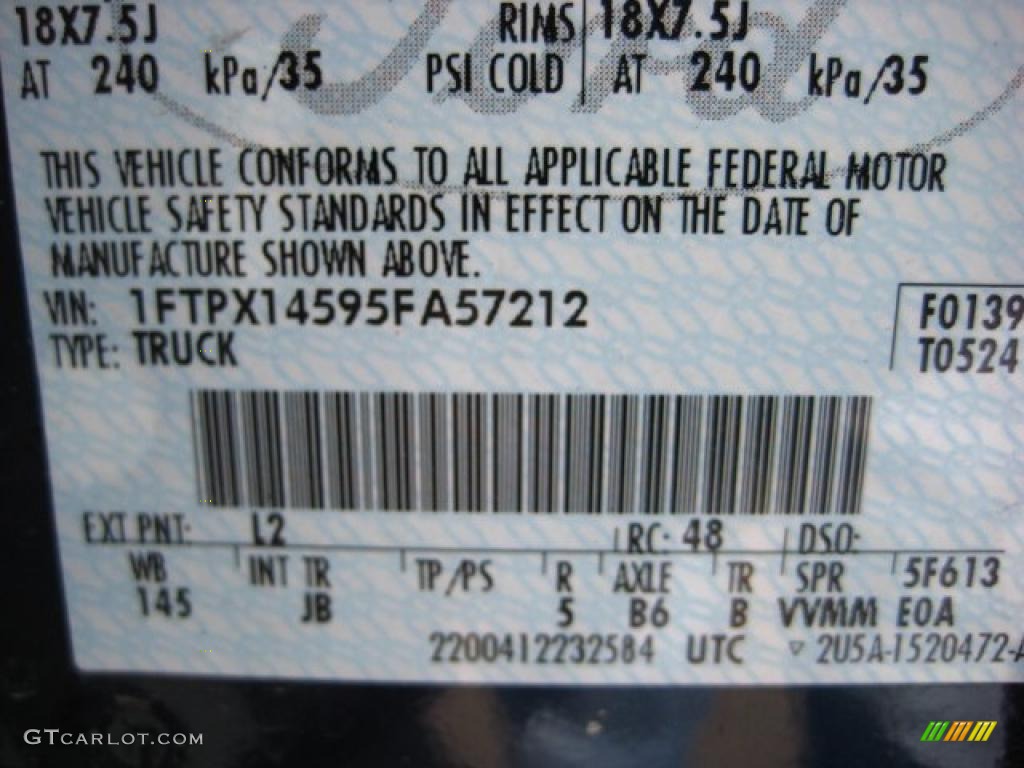 18X7.5J RIMS 18X7.5J
AT 240 kPa/35 PSI COLD AT 240 kPa/35
THIS VEHICLE CONFORMS TO ALL APPLICABLE FEDERAL MOTOR
VEHICLE SAFETY STANDARDS IN EFFECT ON THE DATE OF
MANUFACTURE SHOWN ABOVE.
VIN: 1FTPX14595FA57212
F0139
TYPE: TRUCK
T0524
EXT PNT: L2 RC: 48 DSO:
WB INT TR TP/PS R AXLE TR SPR 5F613
145 JB 5 B6 B VVMM EOA
2200412232584 UTC ▿ 2U5A-1520472-A
GTCARLOT.COM